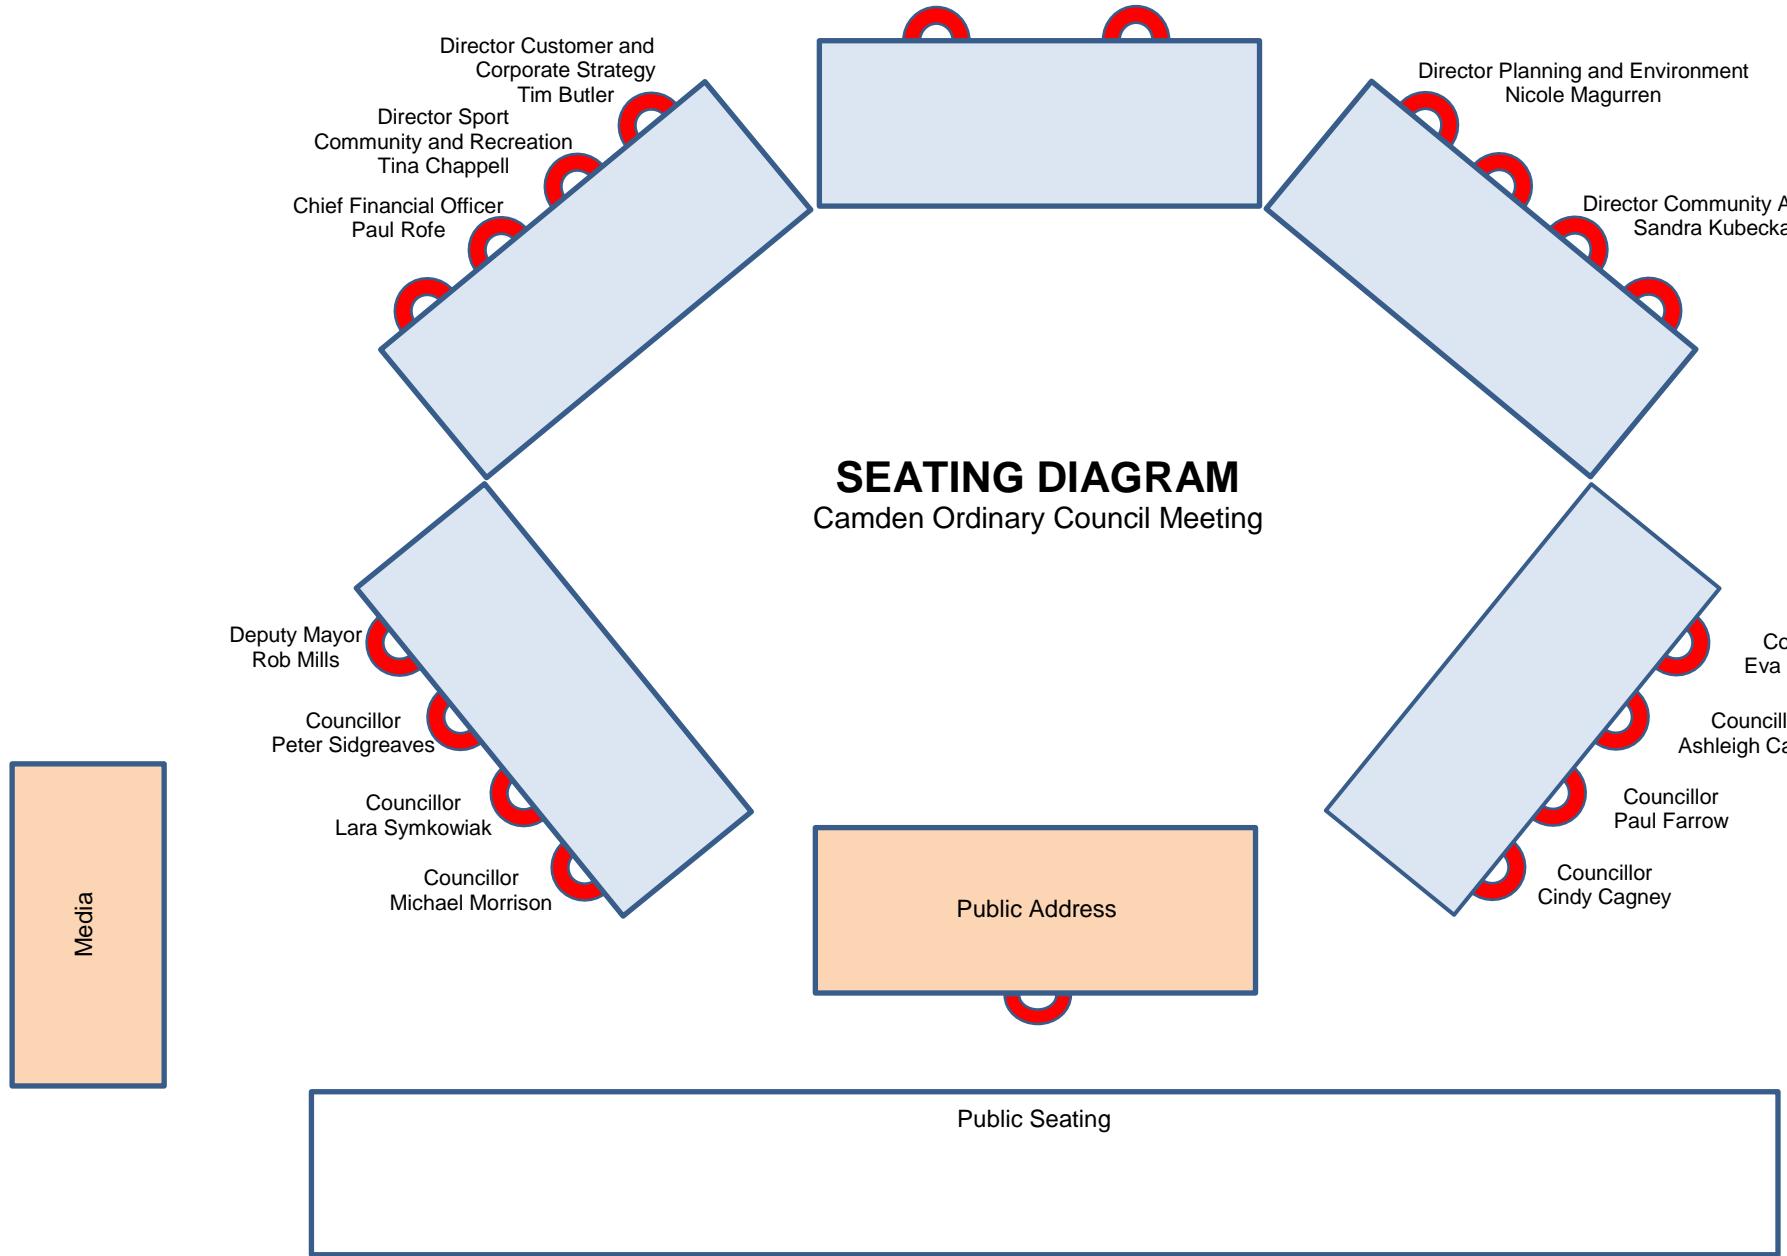 Director Customer and
Corporate Strategy
Tim Butler
Director Sport
Community and Recreation
Tina Chappell
Chief Financial Officer
Paul Rofe
Director Planning and Environment
Nicole Magurren
Director Community
Sandra Kubecka
SEATING DIAGRAM
Camden Ordinary Council Meeting
Deputy Mayor
Rob Mills
Councillor
Peter Sidgreaves
Councillor
Lara Symkowiak
Councillor
Michael Morrison
Eva
Ashleigh
Councillor
Paul Farrow
Councillor
Cindy Cagney
Media
Public Address
Public Seating